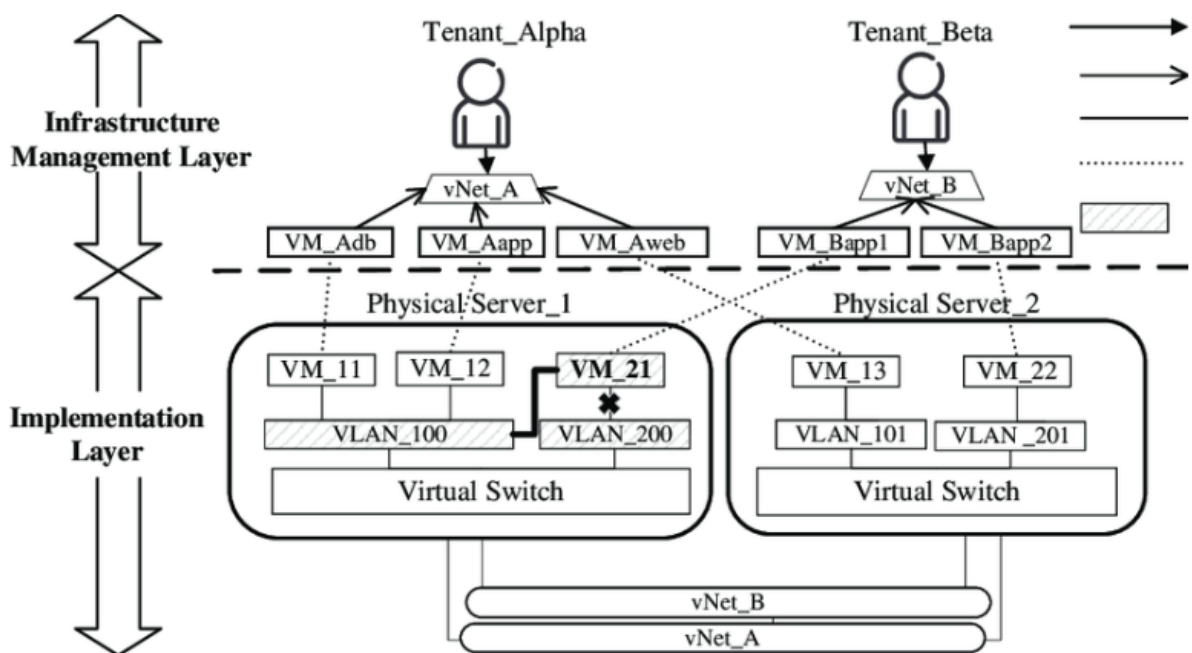 Tenant_Alpha
Tenant_Beta
Infrastructure
Management Layer
vNet_A
vNet_B
VM_Adb
VM_Aapp
VM_Aweb
VM_Bapp1
VM_Bapp2
Physical Server_1
Physical Server_2
VM_11
VM_12
VM_21
VM_13
VM_22
Implementation
Layer
VLAN_100
VLAN_200
VLAN_101
VLAN _201
Virtual Switch
Virtual Switch
vNet_B
vNet_A